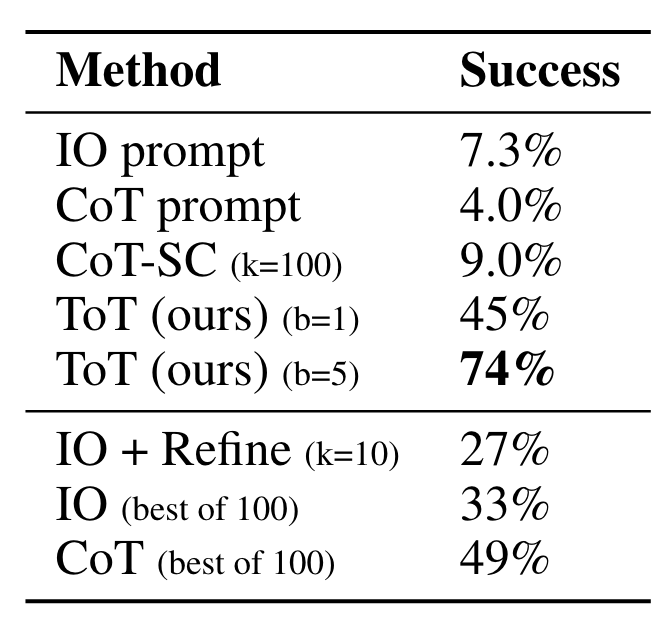 Method Success
IO prompt 7.3%
CoT prompt 4.0%
CoT-SC (k=100) 9.0%
ToT (ours) (b=1) 45%
ToT (ours) (b=5) 74%
IO + Refine (k=10) 27%
IO (best of 100) 33%
CoT (best of 100) 49%